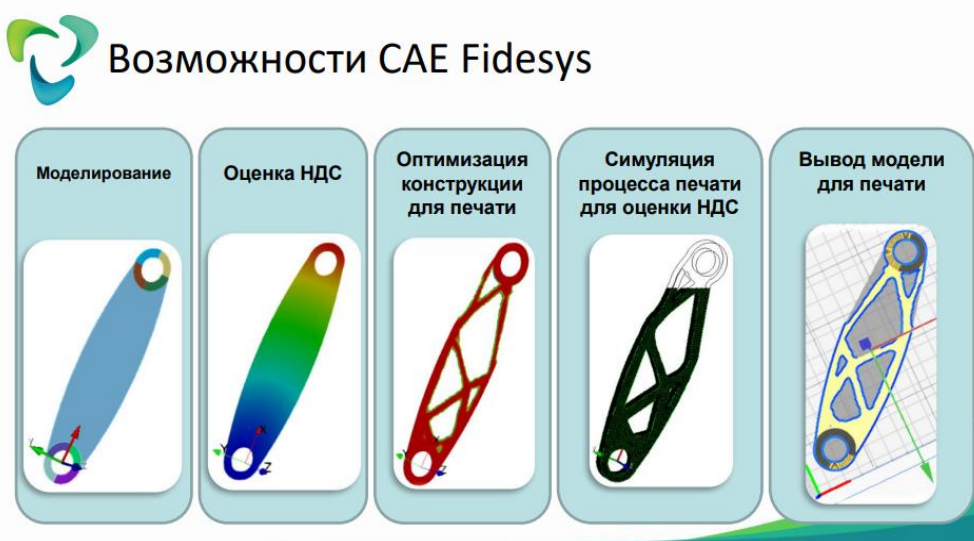 Возможности CAE Fidesys
Моделирование
Оценка НДС
Оптимизация
конструкции
для печати
Симуляция
процесса печати
для оценки НДС
Вывод модели
для печати